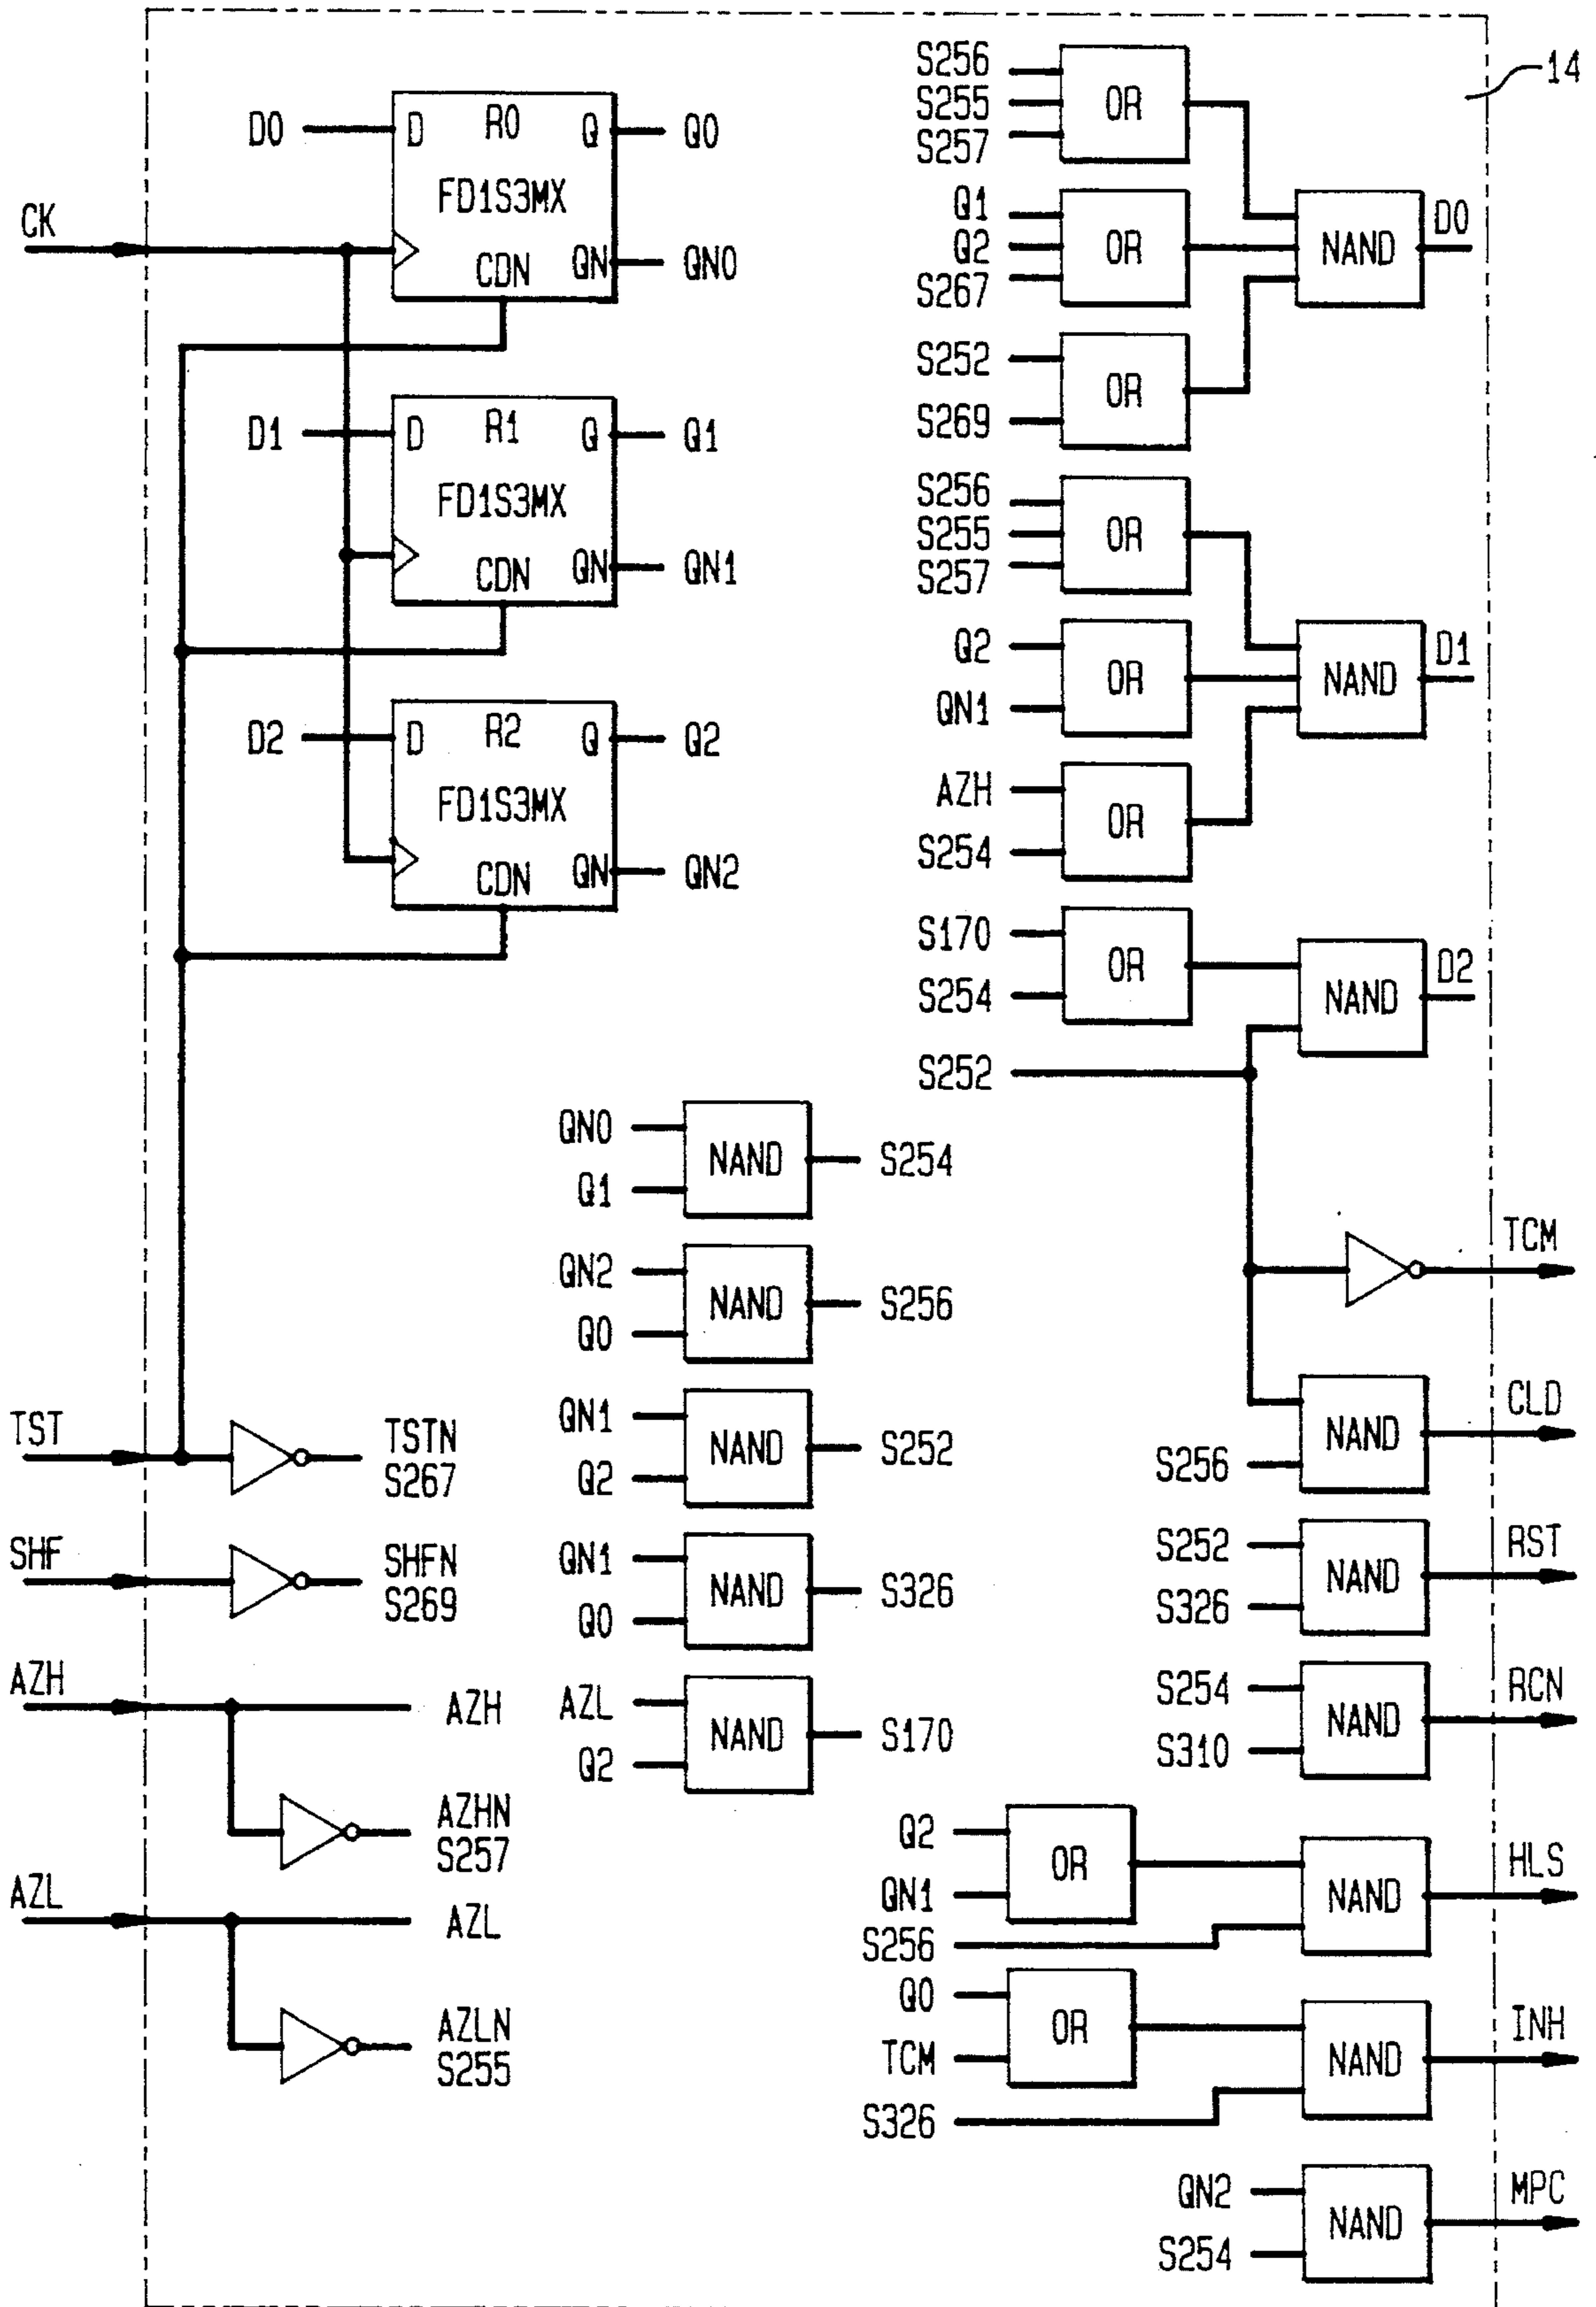 14
D0 D R0 Q Q0
FD1S3MX
CK
CDN QN QN0
D1 D R1 Q Q1
FD1S3MX
CDN QN QN1
D2 D R2 Q Q2
FD1S3MX
CDN QN QN2
TST
TSTN
S267
SHF
SHFN
S269
AZH
AZH
AZHN
S257
AZL
AZL
AZLN
S255
QN0
Q1
NAND
S254
QN2
Q0
NAND
S256
QN1
Q2
NAND
S252
QN1
Q0
NAND
S326
AZL
Q2
NAND
S170
S256
S255
S257
OR
Q1
Q2
S267
OR
NAND
D0
S252
S269
OR
S256
S255
S257
OR
Q2
QN1
OR
NAND
D1
AZH
S254
OR
S170
S254
OR
NAND
D2
S252
TCM
S256
NAND
CLD
S252
S326
NAND
RST
S254
S310
NAND
RCN
Q2
QN1
OR
S256
NAND
HLS
Q0
TCM
OR
S326
NAND
INH
QN2
S254
NAND
MPC